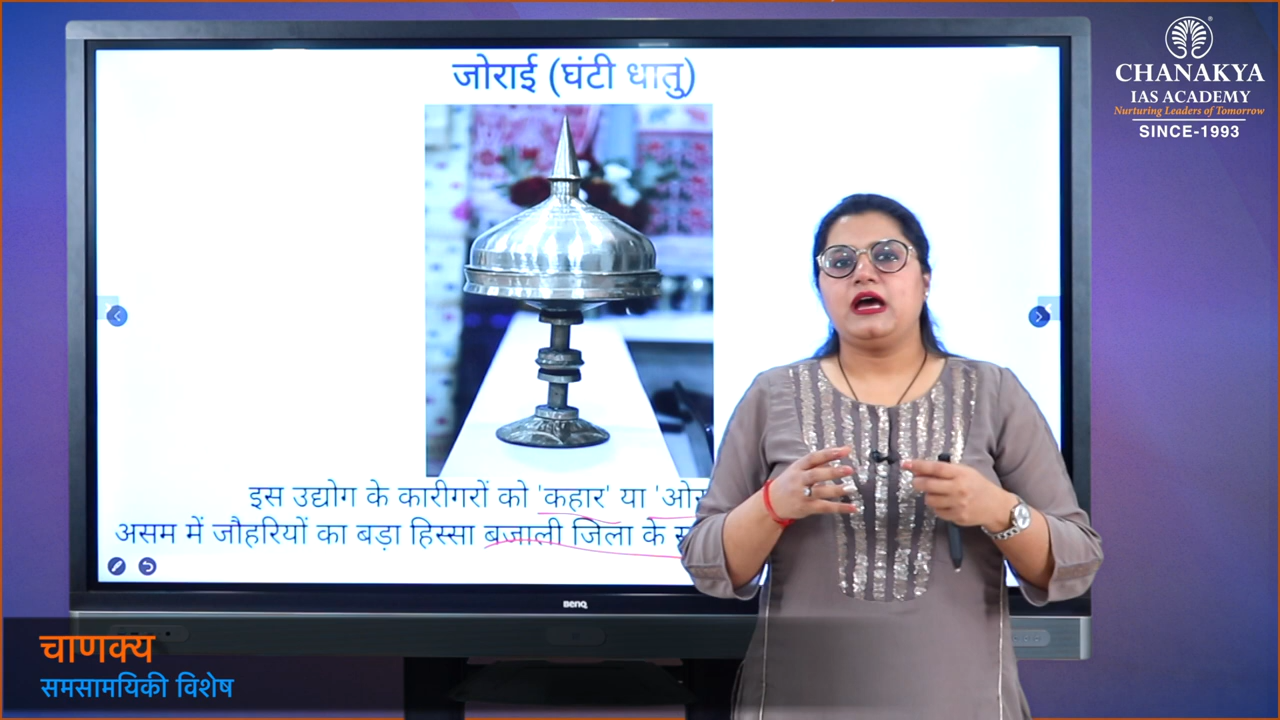 जोराई (घंटी धातु)
इस उद्योग के कारीगरों को 'कहार' या
असम में जौहरियों का बड़ा हिस्सा बजाली जिला के
BenQ
CHANAKYA
IAS ACADEMY
Nurturing Leaders of Tomorrow
SINCE-1993
चाणक्य
समसामयिकी विशेष